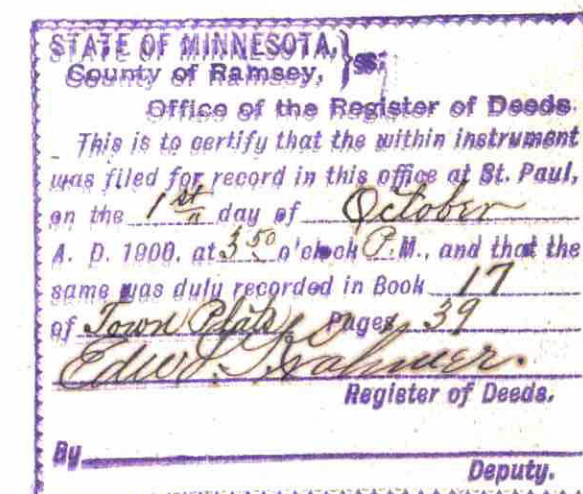 STATE OF MINNESOTA, } ss.
County of Ramsey,
Office of the Register of Deeds
This is to certify that the within instrument
was filed for record in this office at St. Paul,
on the 1st day of October
A. D. 1900, at 3 50 o'clock P.M., and that the
same was duly recorded in Book 17
of Town Plats Page 39
Edw.
Register of Deeds.
By
Deputy.